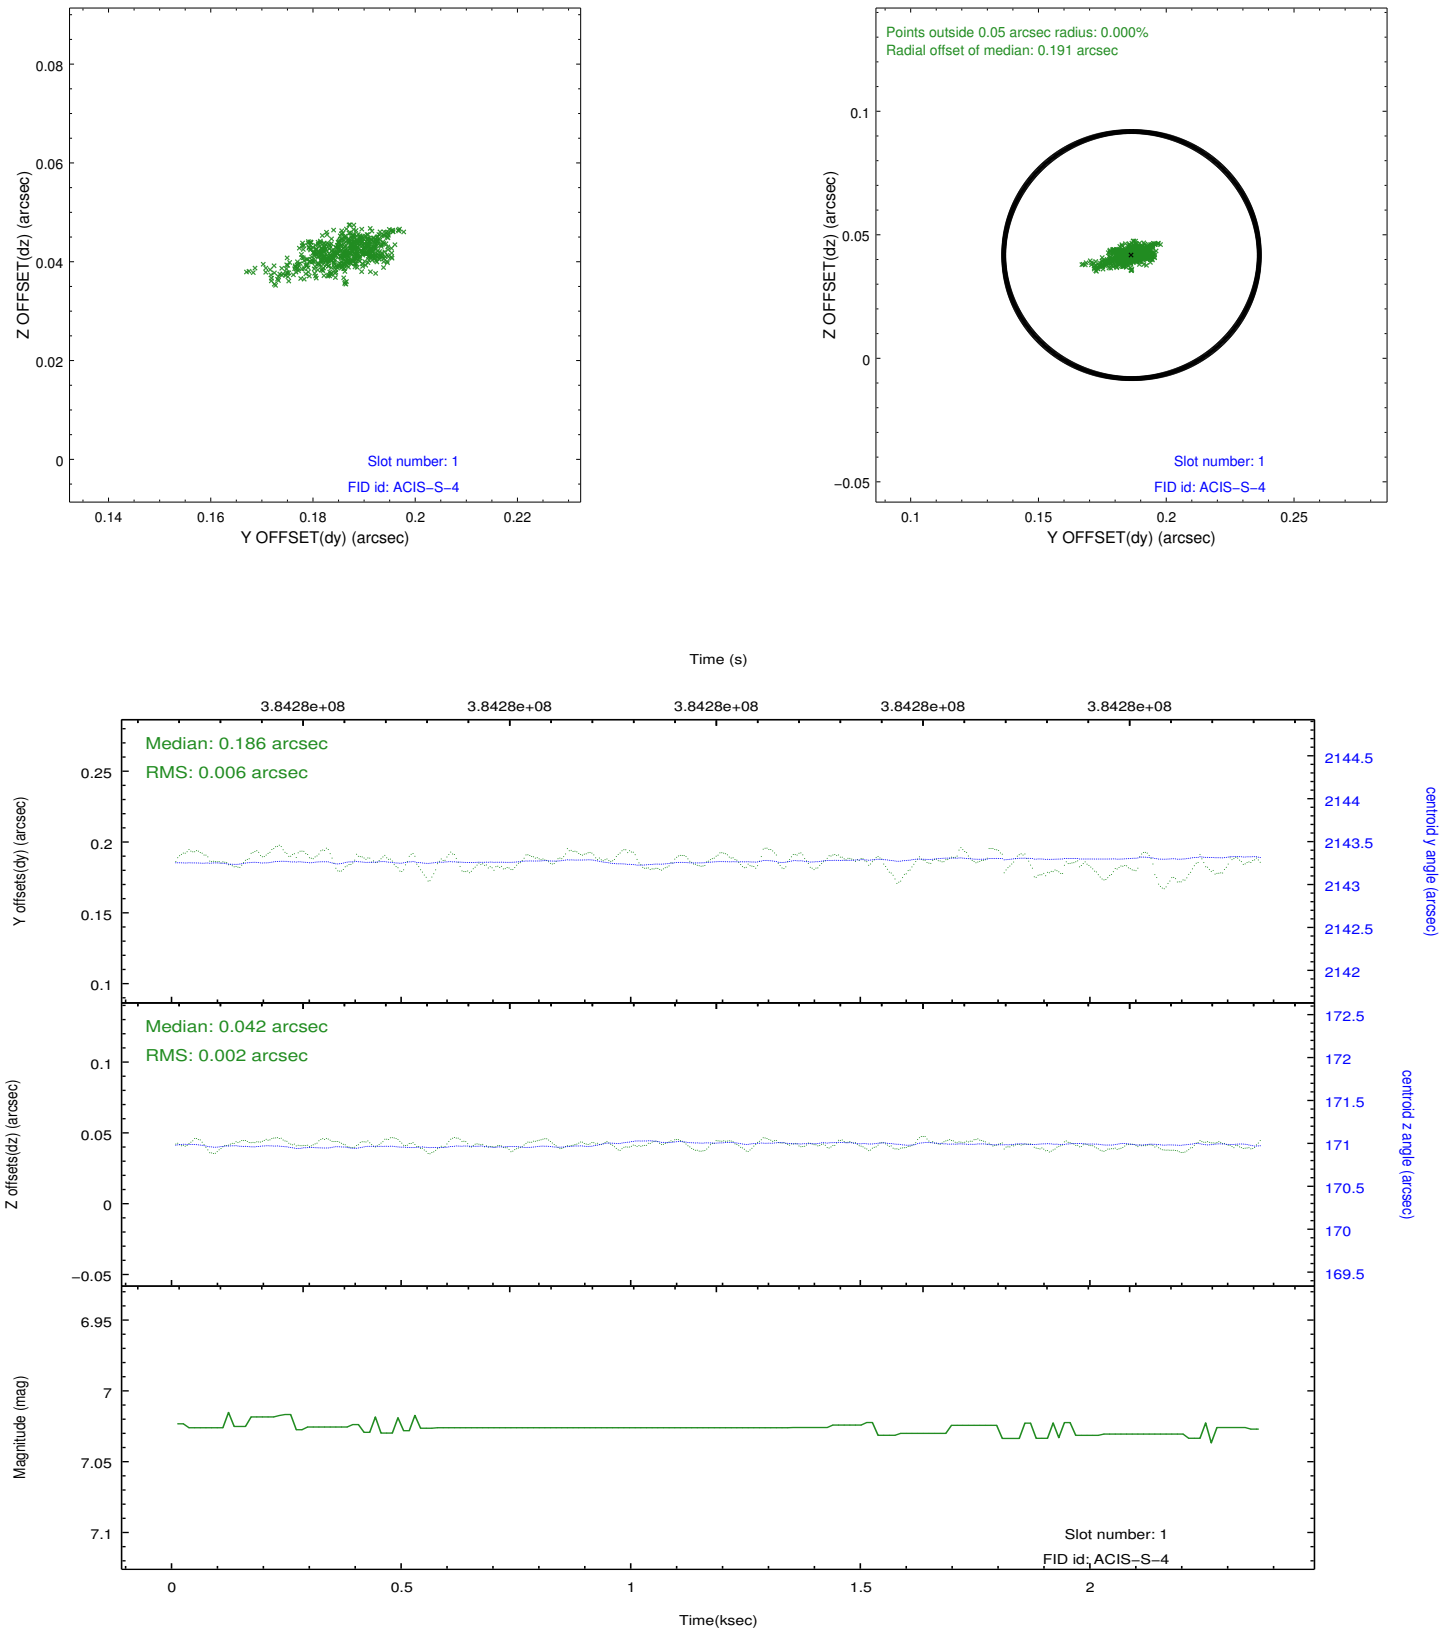 0.08
0.06
0.04
0.02
0
Z OFFSET(dz) (arcsec)
Slot number: 1
FID id: ACIS−S−4
0.14
0.16
0.18
0.2
0.22
Y OFFSET(dy) (arcsec)
Points outside 0.05 arcsec radius: 0.000%
Radial offset of median: 0.191 arcsec
0.1
0.05
0
−0.05
Z OFFSET(dz) (arcsec)
Slot number: 1
FID id: ACIS−S−4
0.1
0.15
0.2
0.25
Y OFFSET(dy) (arcsec)
Time (s)
3.8428e+08
3.8428e+08
3.8428e+08
3.8428e+08
3.8428e+08
Median: 0.186 arcsec
RMS: 0.006 arcsec
0.25
0.2
0.15
0.1
Y offsets(dy) (arcsec)
2144.5
2144
2143.5
2143
2142.5
2142
centroid y angle (arcsec)
Median: 0.042 arcsec
RMS: 0.002 arcsec
0.1
0.05
0
−0.05
Z offsets(dz) (arcsec)
172.5
172
171.5
171
170.5
170
169.5
centroid z angle (arcsec)
6.95
7
7.05
7.1
Magnitude (mag)
Slot number: 1
FID id: ACIS−S−4
0
0.5
1
1.5
2
Time(ksec)